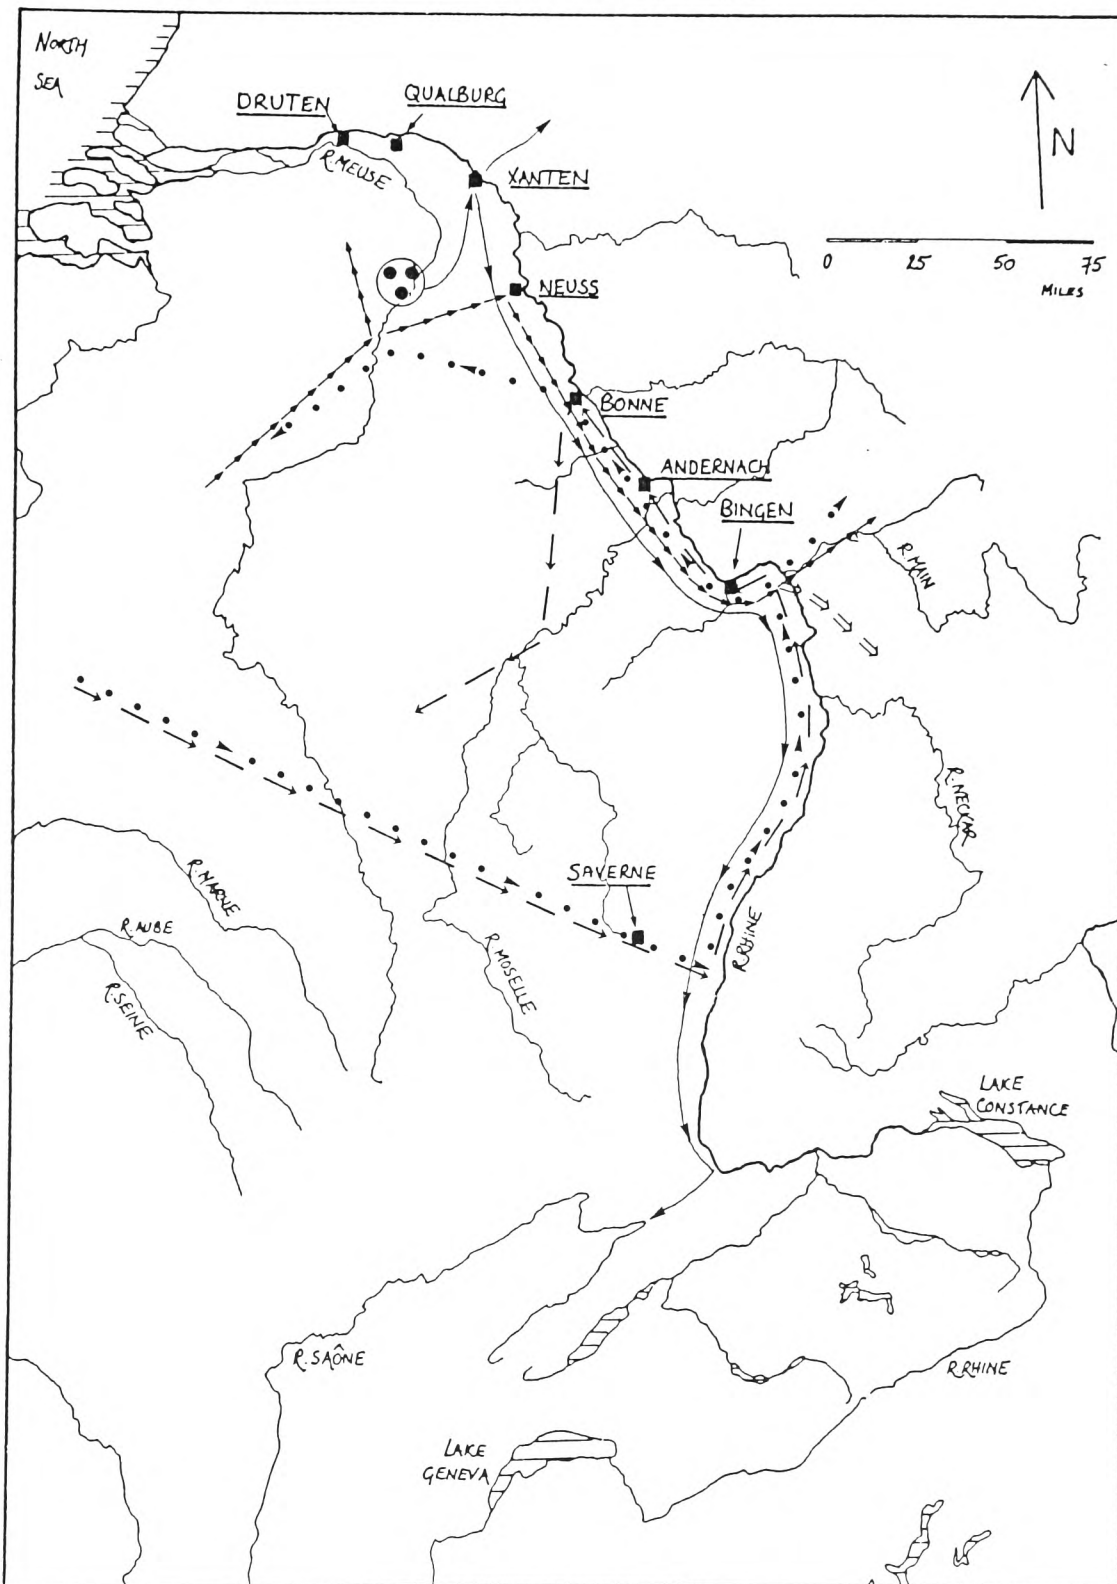 NORTH
SEA
DRUTEN
QUALBURG
R.MEUSE
XANTEN
N
0 25 50 75
MILES
NEUSS
BONNE
ANDERNACH
BINGEN
R.MAIN
R.NECKAR
SAVERNE
R.MARNE
R.AUBE
R.SEINE
R.MOSELLE
R.RHINE
LAKE
CONSTANCE
R.SAÔNE
R.RHINE
LAKE
GENEVA